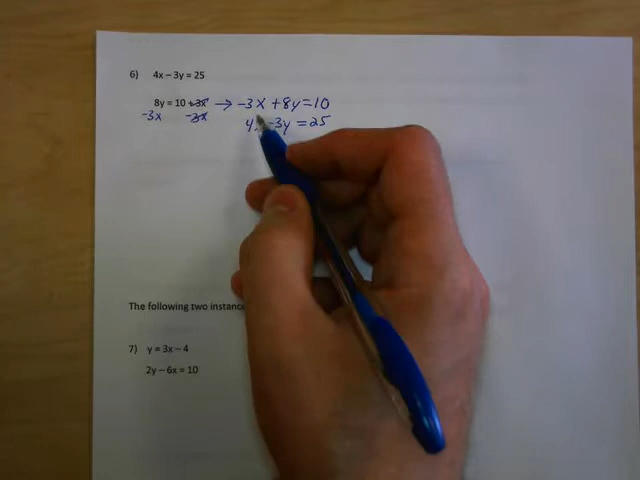 6) 4x – 3y = 25
8y = 10 +3x → -3x + 8y = 10
-3x -3x 4x -3y = 25
The following two instanc
7) y = 3x – 4
2y – 6x = 10